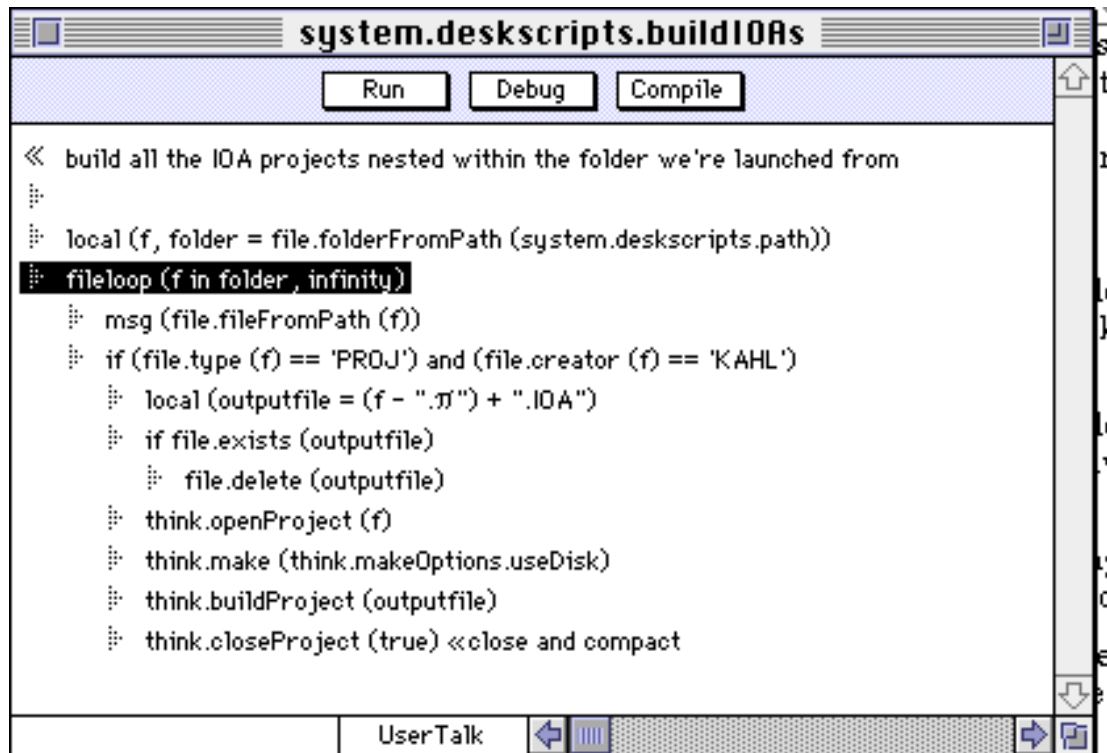 system.deskscripts.buildIOAs
Run Debug Compile
« build all the IOA projects nested within the folder we're launched from
local (f, folder = file.folderFromPath (system.deskscripts.path))
fileloop (f in folder, infinity)
msg (file.fileFromPath (f))
if (file.type (f) == 'PROJ') and (file.creator (f) == 'KAHL')
local (outputfile = (f - ".π") + ".IOA")
if file.exists (outputfile)
file.delete (outputfile)
think.openProject (f)
think.make (think.makeOptions.useDisk)
think.buildProject (outputfile)
think.closeProject (true) «close and compact
UserTalk